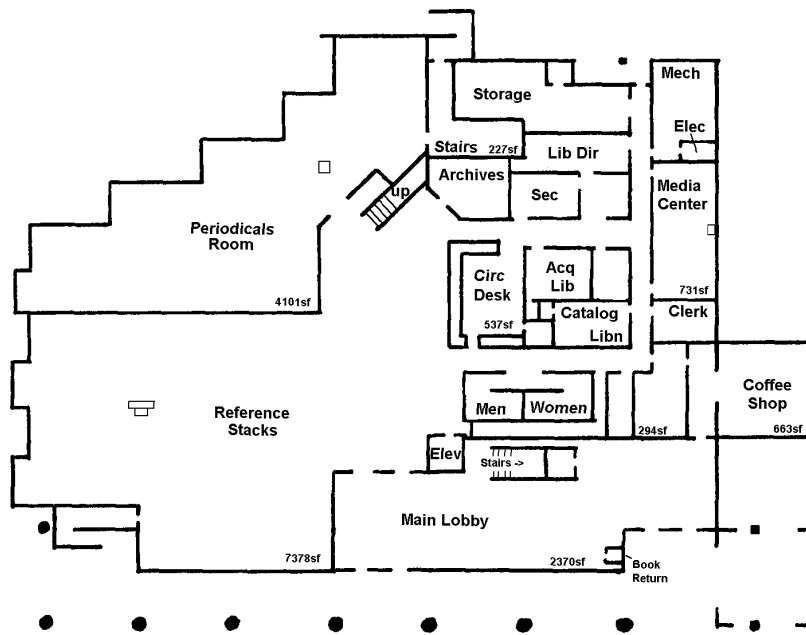 Mech
Storage
Elec
Stairs 227sf
Lib Dir
Archives
up
Sec
Media
Center
Periodicals
Room
Circ
Desk
Acq
Lib
4101sf
731sf
537sf
Catalog
Libn
Clerk
Coffee
Shop
Reference
Stacks
Men
Women
294sf
663sf
Elev
Stairs ->
Main Lobby
7378sf
2370sf
Book
Return